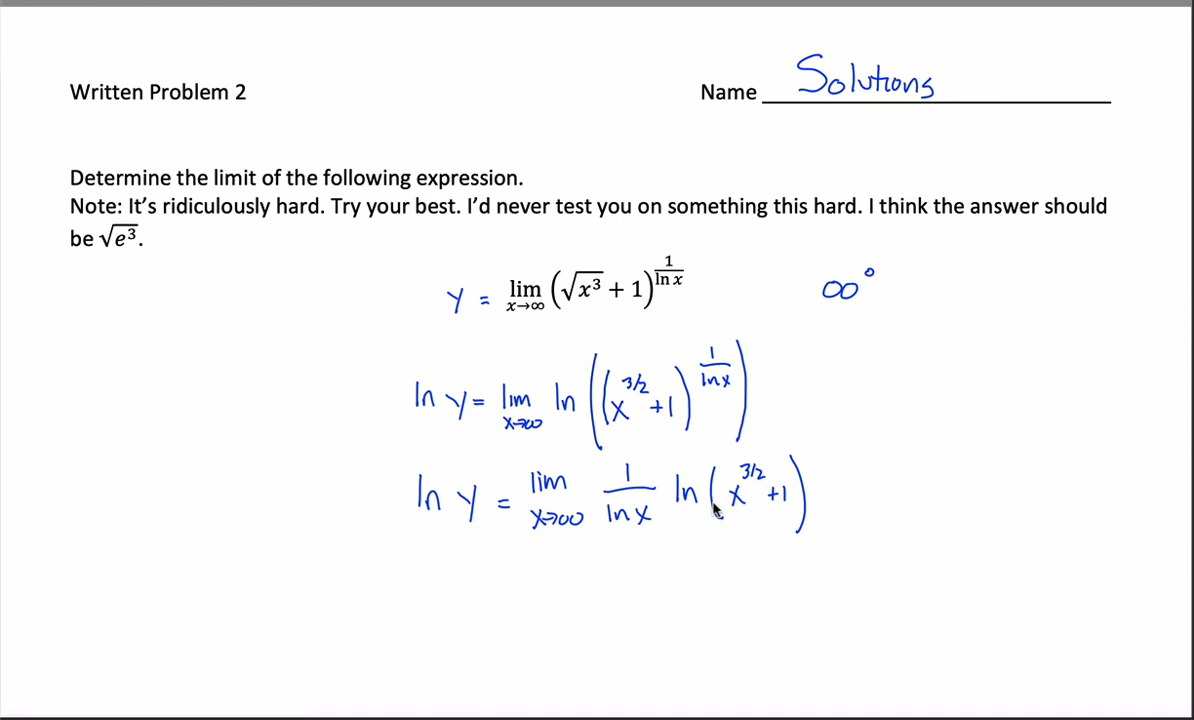 Written Problem 2
Name Solutions
Determine the limit of the following expression.
Note: It's ridiculously hard. Try your best. I'd never test you on something this hard. I think the answer should
be √e³.
y = lim x→∞ (√x³ + 1)^(1/ln x) ∞⁰
ln y = lim x→∞ ln((x^(3/2) +1)^(1/ln x))
ln y = lim x→∞ 1/ln x ln(x^(3/2) +1)